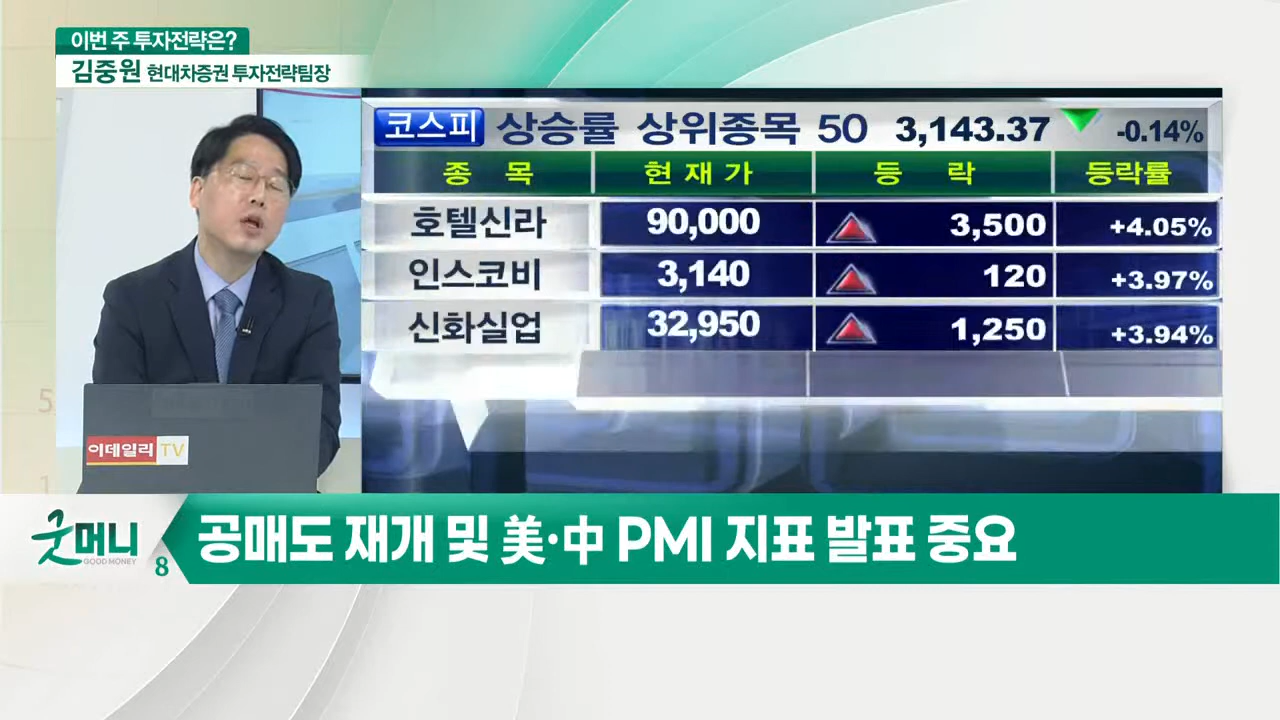 이번 주 투자전략은?
김중원 현대차증권 투자전략팀장
코스피 상승률 상위종목 50 3,143.37 -0.14%
종 목 현 재 가 등 락 등락률
호텔신라 90,000 3,500 +4.05%
인스코비 3,140 120 +3.97%
신화실업 32,950 1,250 +3.94%
5
1
이데일리 TV
굿머니
GOOD MONEY
8
공매도 재개 및 美·中 PMI 지표 발표 중요